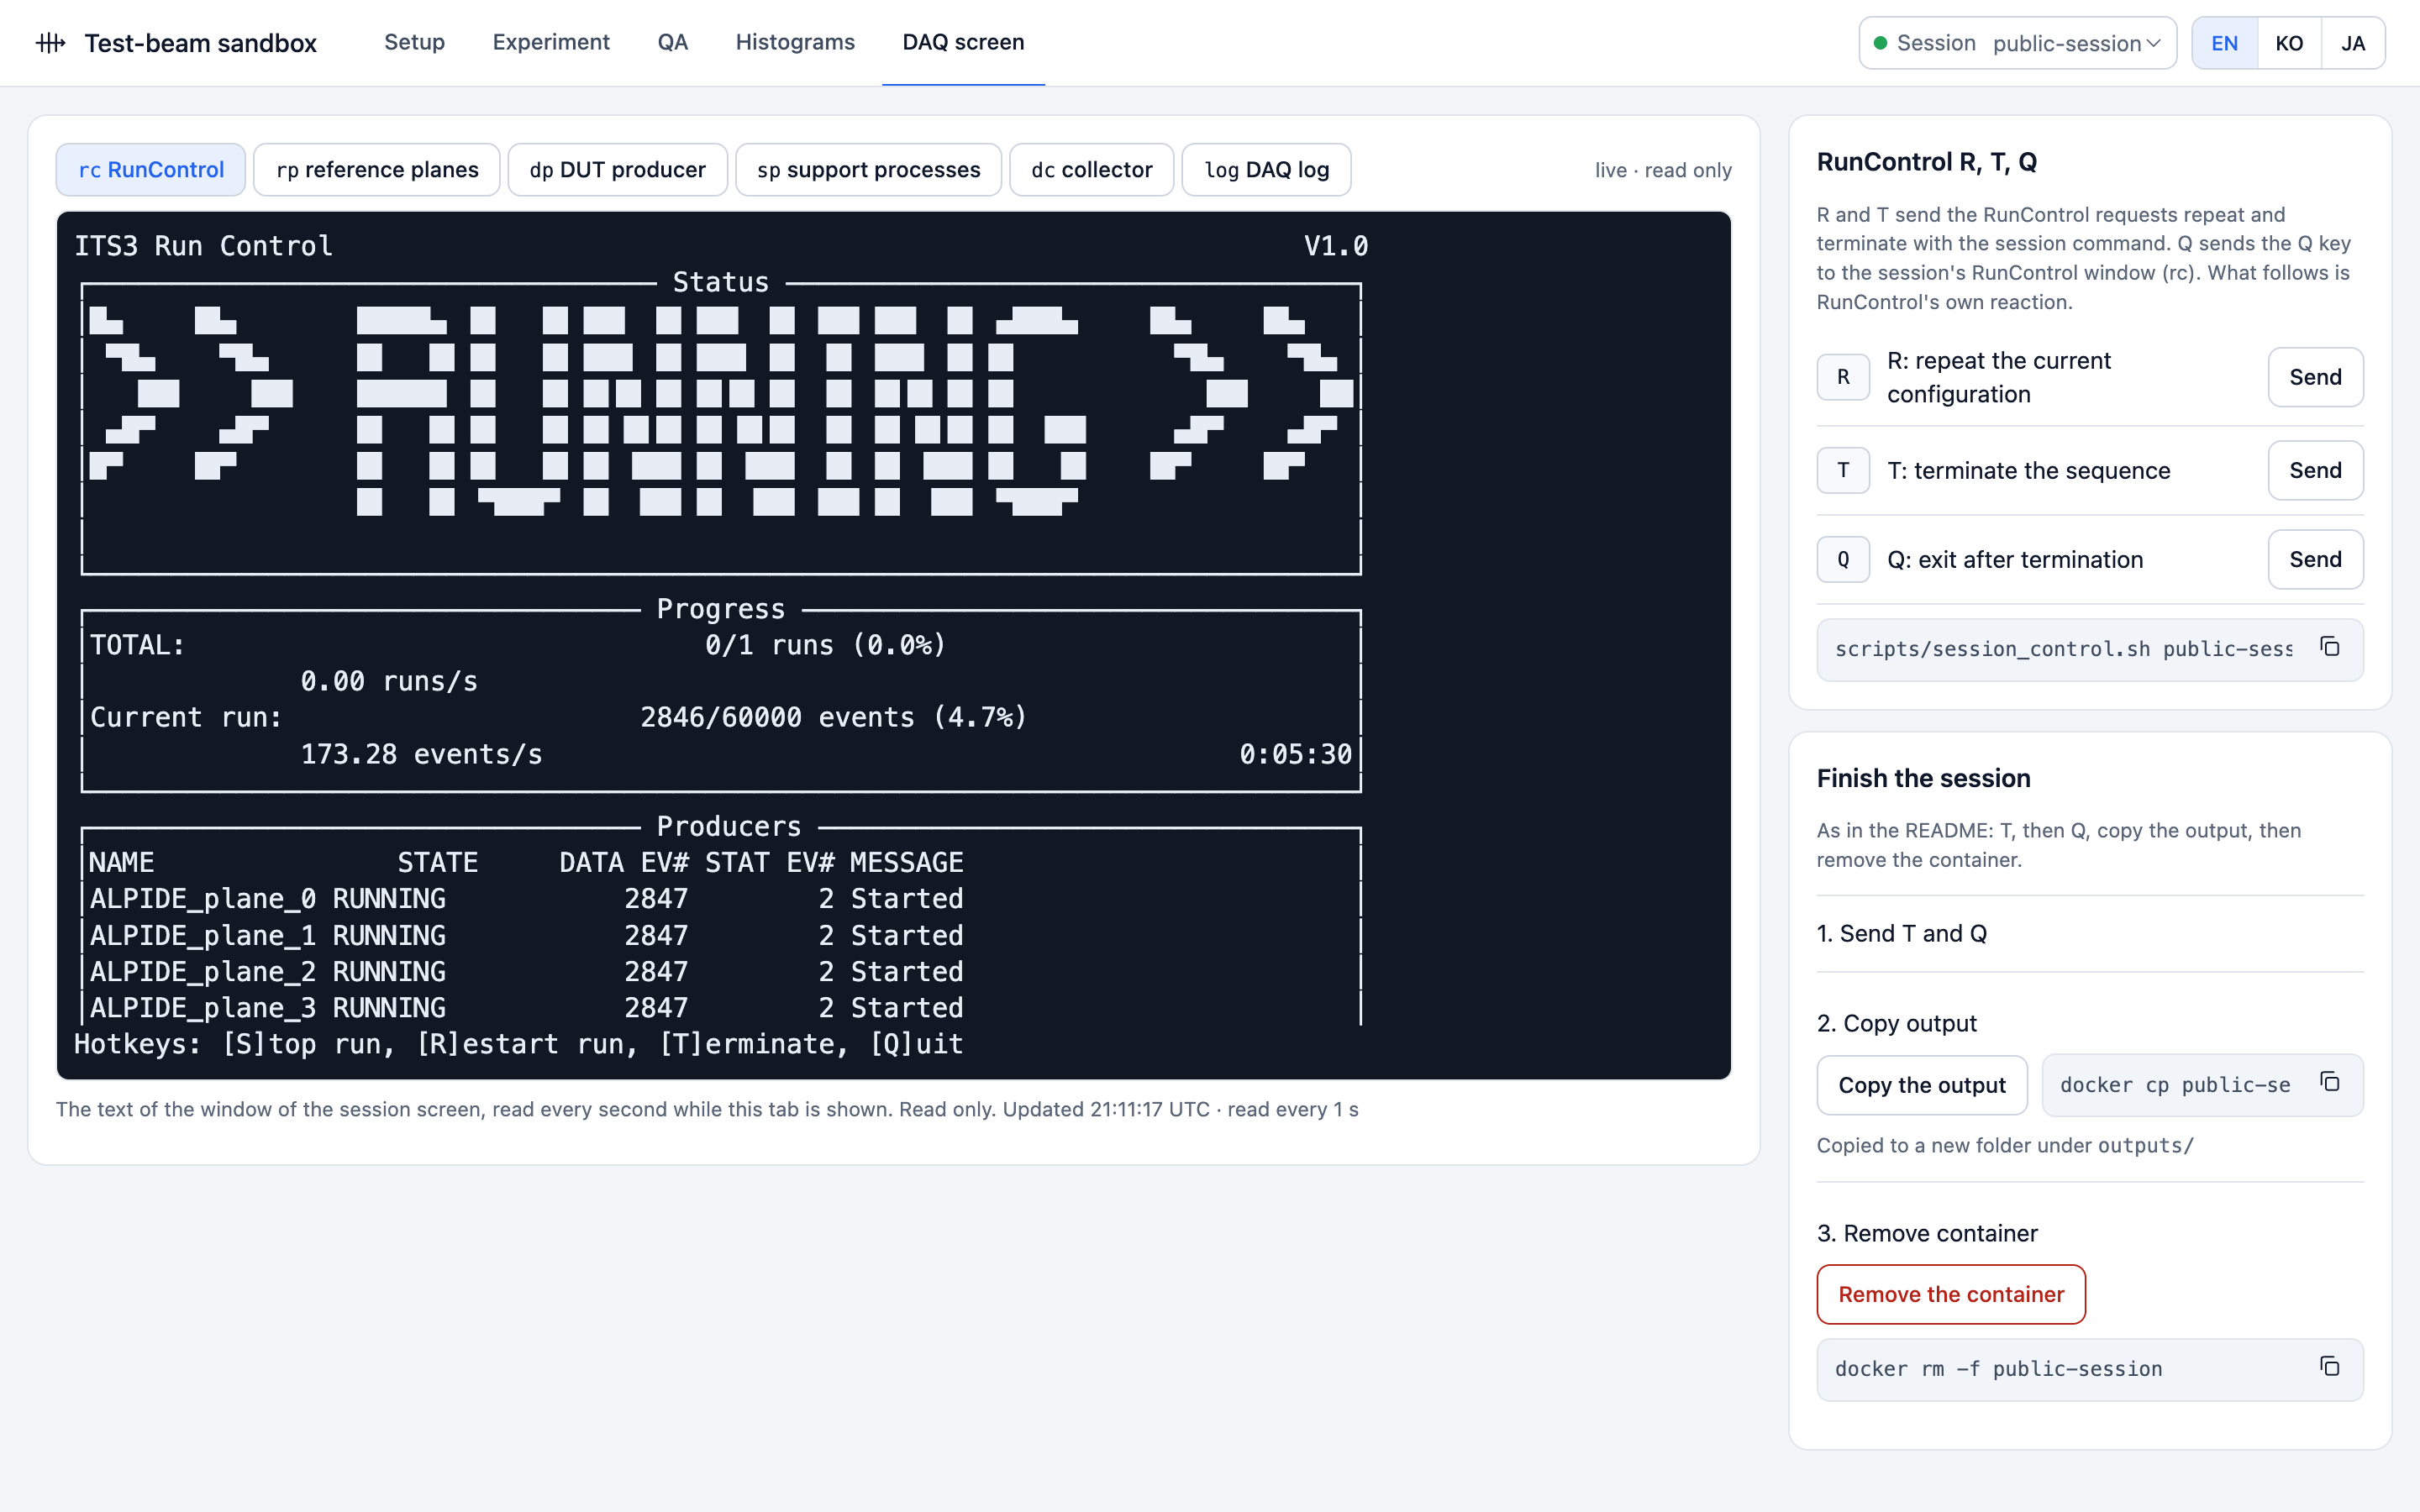 Test-beam sandbox
Setup
Experiment
QA
Histograms
DAQ screen
Session public-session
EN
KO
JA
rc RunControl
rp reference planes
dp DUT producer
sp support processes
dc collector
log DAQ log
live · read only
ITS3 Run Control V1.0
Status
>> RUNNING >>
Progress
TOTAL: 0/1 runs (0.0%)
0.00 runs/s
Current run: 2846/60000 events (4.7%)
173.28 events/s 0:05:30
Producers
NAME STATE DATA EV# STAT EV# MESSAGE
ALPIDE_plane_0 RUNNING 2847 2 Started
ALPIDE_plane_1 RUNNING 2847 2 Started
ALPIDE_plane_2 RUNNING 2847 2 Started
ALPIDE_plane_3 RUNNING 2847 2 Started
Hotkeys: [S]top run, [R]estart run, [T]erminate, [Q]uit
The text of the window of the session screen, read every second while this tab is shown. Read only. Updated 21:11:17 UTC · read every 1 s
RunControl R, T, Q
R and T send the RunControl requests repeat and
terminate with the session command. Q sends the Q key
to the session's RunControl window (rc). What follows is
RunControl's own reaction.
R
R: repeat the current
configuration
Send
T
T: terminate the sequence
Send
Q
Q: exit after termination
Send
scripts/session_control.sh public-sess
Finish the session
As in the README: T, then Q, copy the output, then
remove the container.
1. Send T and Q
2. Copy output
Copy the output
docker cp public-se
Copied to a new folder under outputs/
3. Remove container
Remove the container
docker rm -f public-session